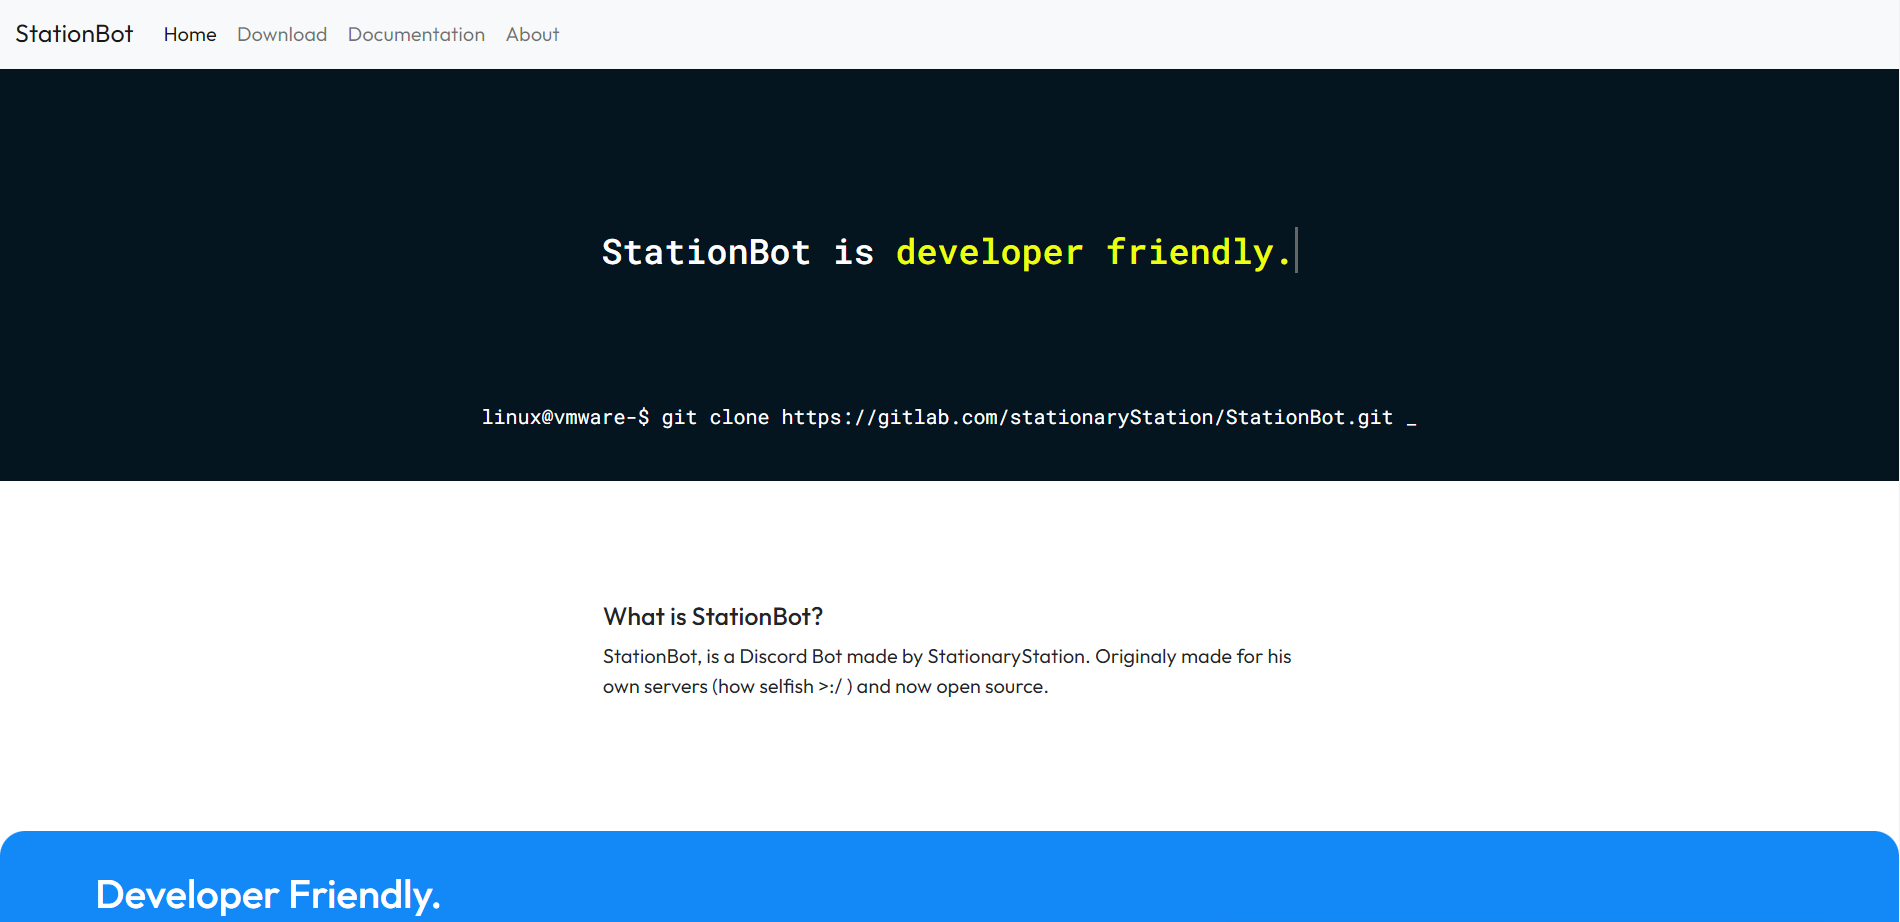 StationBot Home Download Documentation About
StationBot is developer friendly.
linux@vmware-$ git clone https://gitlab.com/stationaryStation/StationBot.git _
What is StationBot?
StationBot, is a Discord Bot made by StationaryStation. Originaly made for his
own servers (how selfish >:/ ) and now open source.
Developer Friendly.